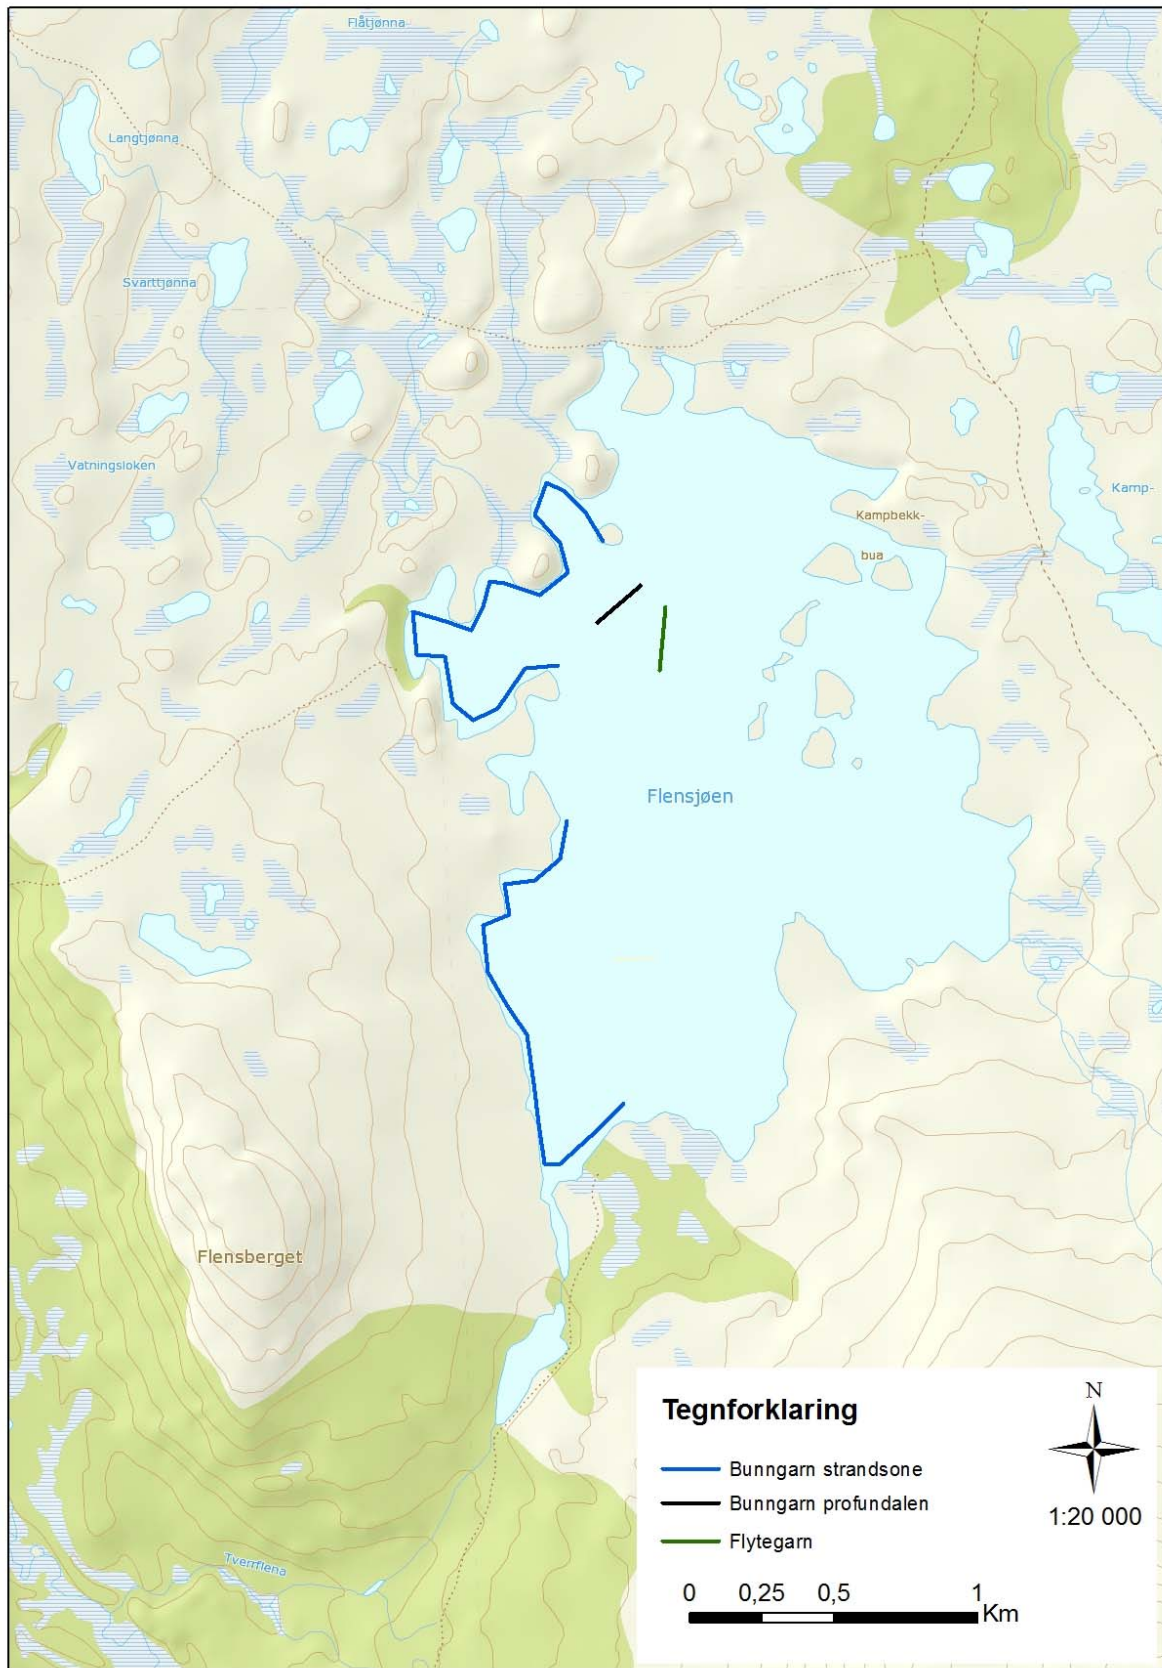 Flåtjønna
Langtjønna
Svarttjønna
Vatningsloken
Kamp-
Kampbekk-
bua
Flensjøen
Flensberget
Tverrflena
Tegnforklaring
N
Bunngarn strandsone
Bunngarn profundalen
1:20 000
Flytegarn
0 0,25 0,5 1
Km